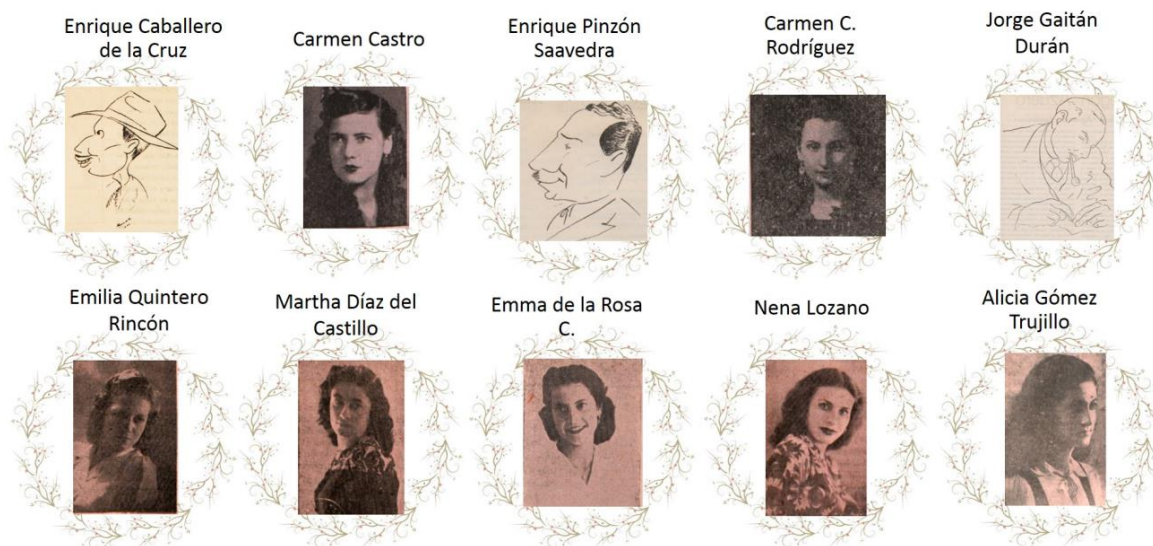 Enrique Caballero
de la Cruz
Carmen Castro
Enrique Pinzón
Saavedra
Carmen C.
Rodríguez
Jorge Gaitán
Durán
Emilia Quintero
Rincón
Martha Díaz del
Castillo
Emma de la Rosa
C.
Nena Lozano
Alicia Gómez
Trujillo